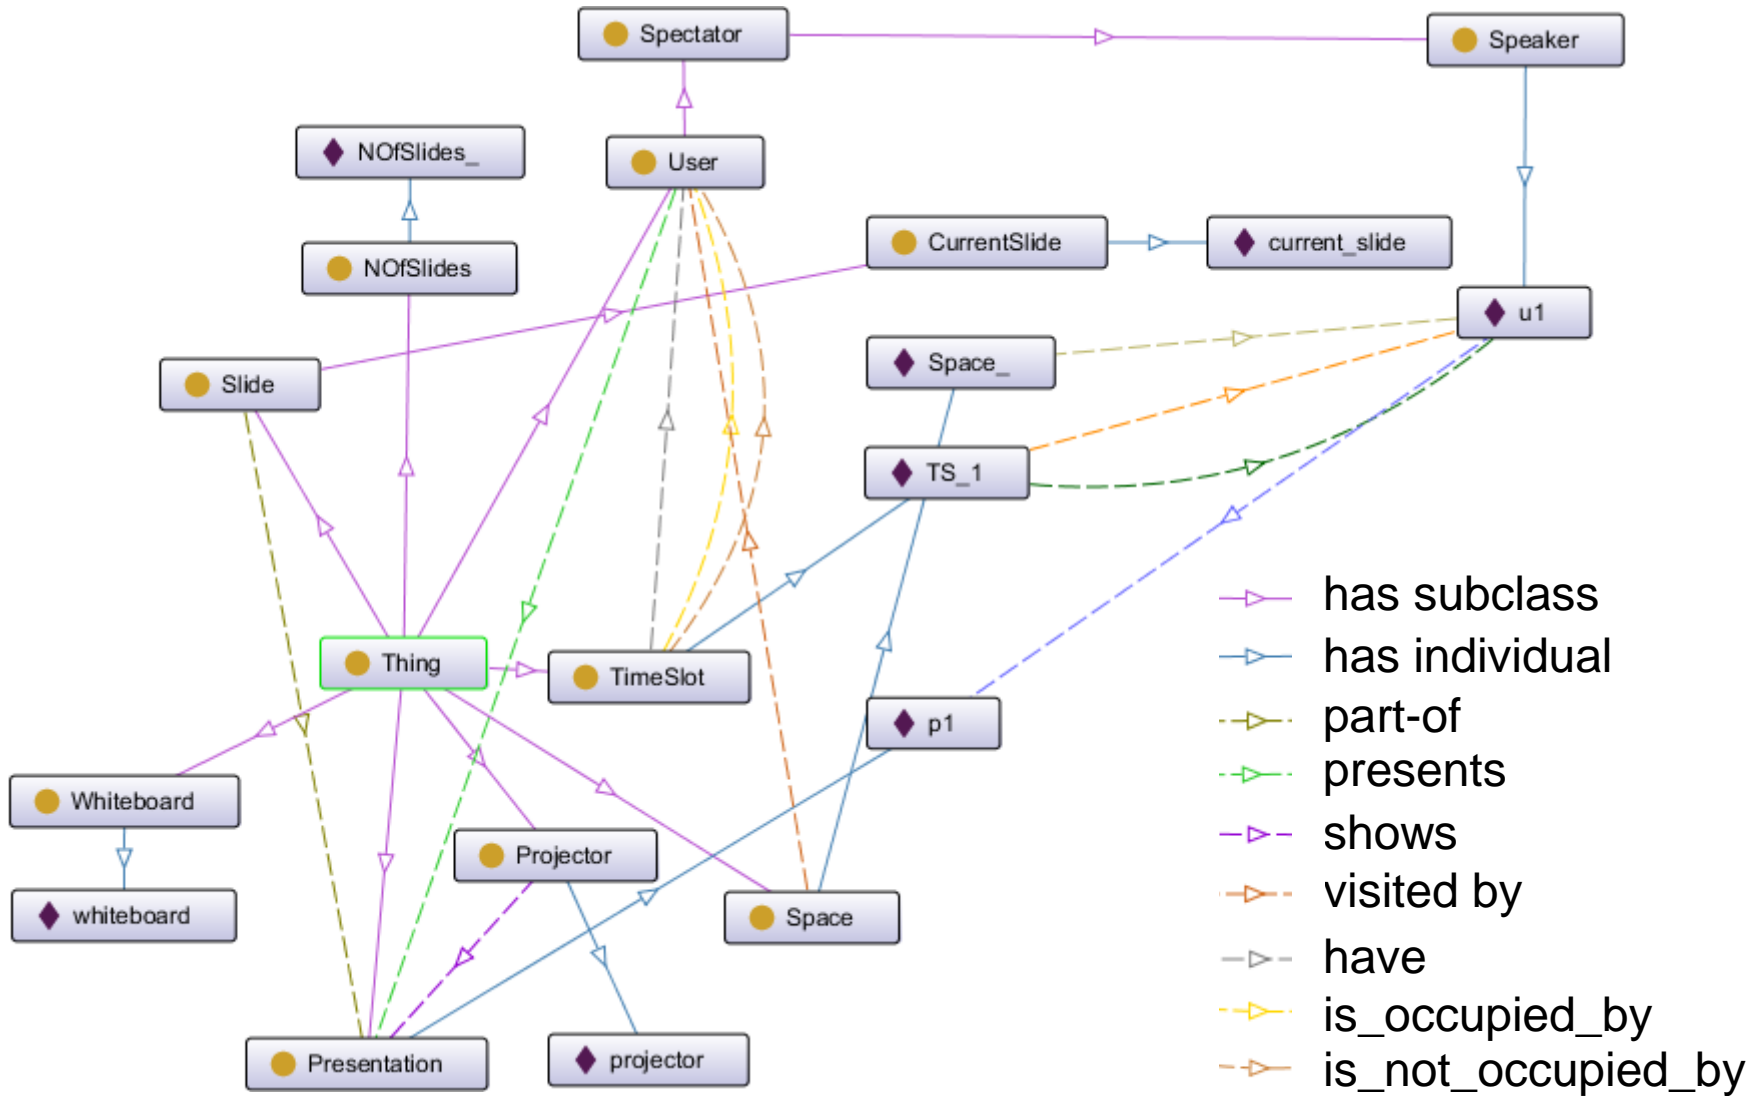 Spectator
Speaker
NOfSlides_
User
NOfSlides
CurrentSlide
current_slide
u1
Slide
Space_
TS_1
Thing
TimeSlot
p1
Whiteboard
Projector
whiteboard
Space
Presentation
projector
has subclass
has individual
part-of
presents
shows
visited by
have
is_occupied_by
is_not_occupied_by